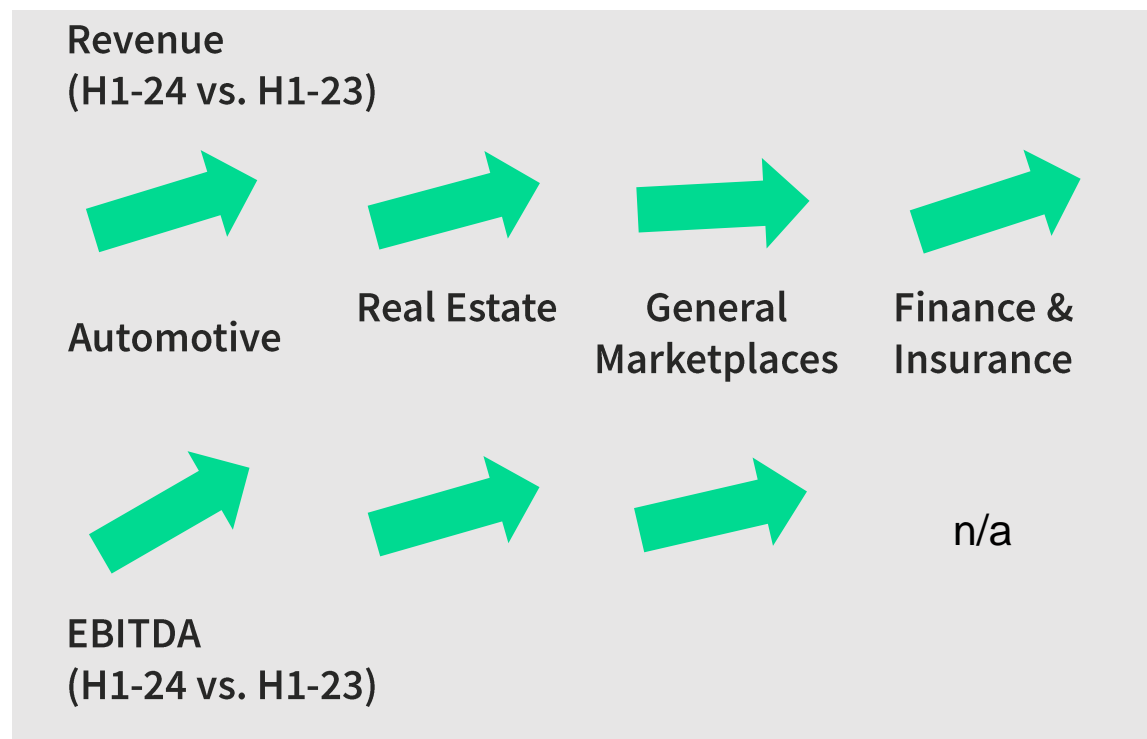 Revenue
(H1-24 vs. H1-23)
Automotive
Real Estate
General
Marketplaces
Finance &
Insurance
n/a
EBITDA
(H1-24 vs. H1-23)